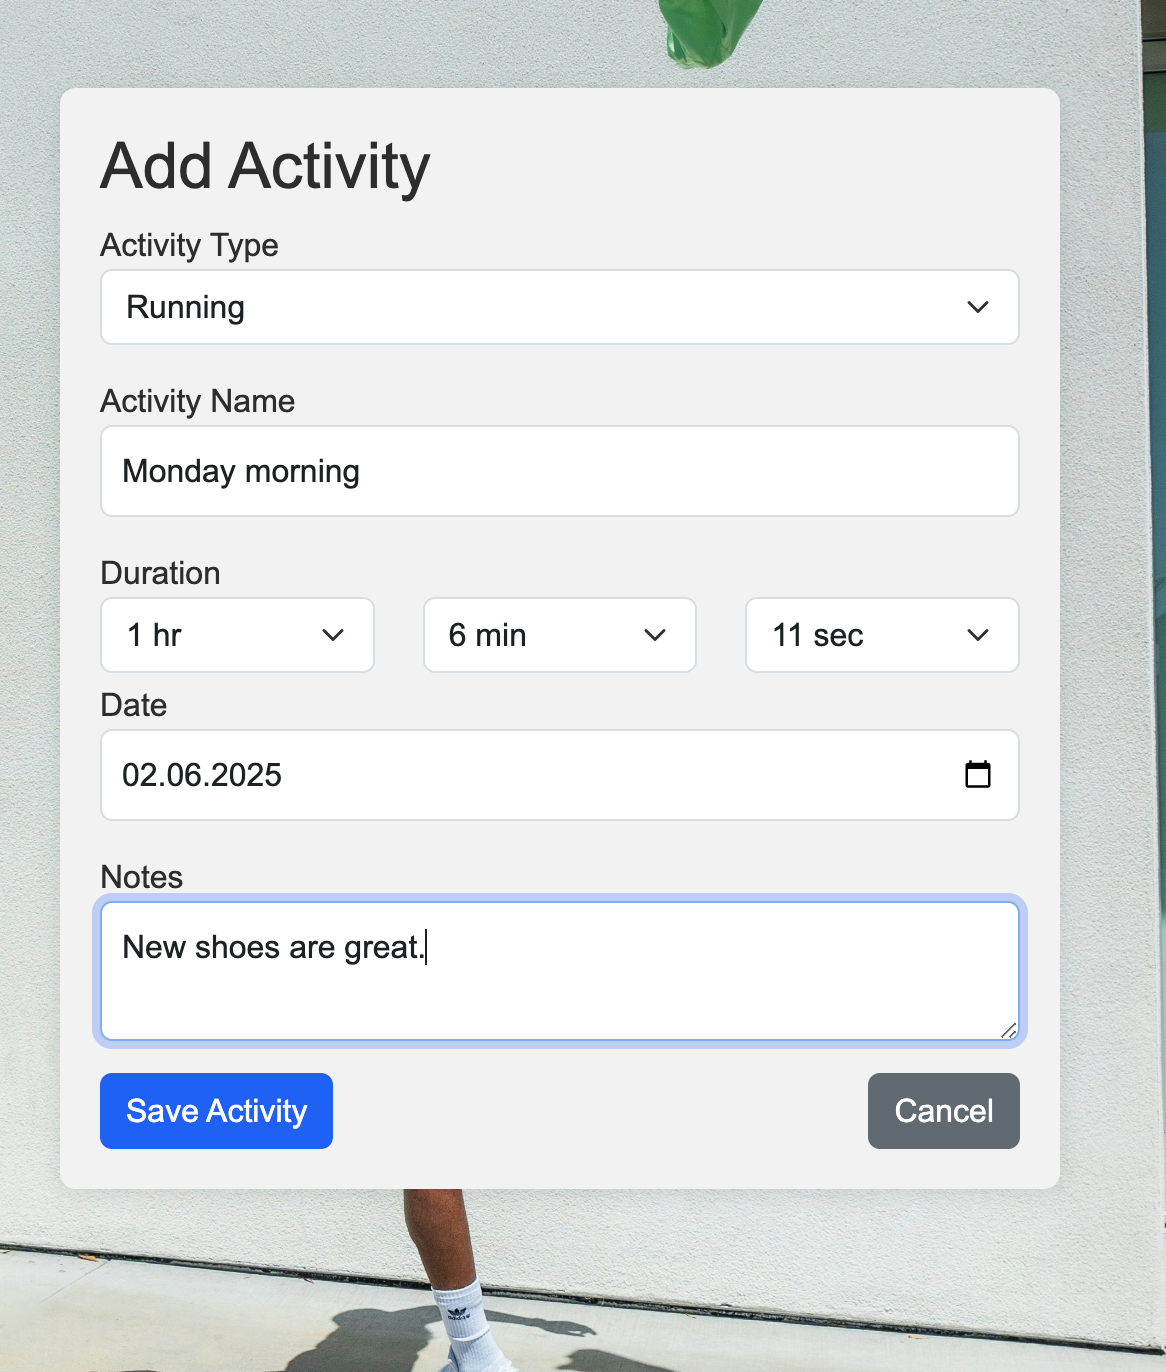 Add Activity
Activity Type
Running
Activity Name
Monday morning
Duration
1 hr 6 min 11 sec
Date
02.06.2025
Notes
New shoes are great.
Save Activity Cancel
adidas